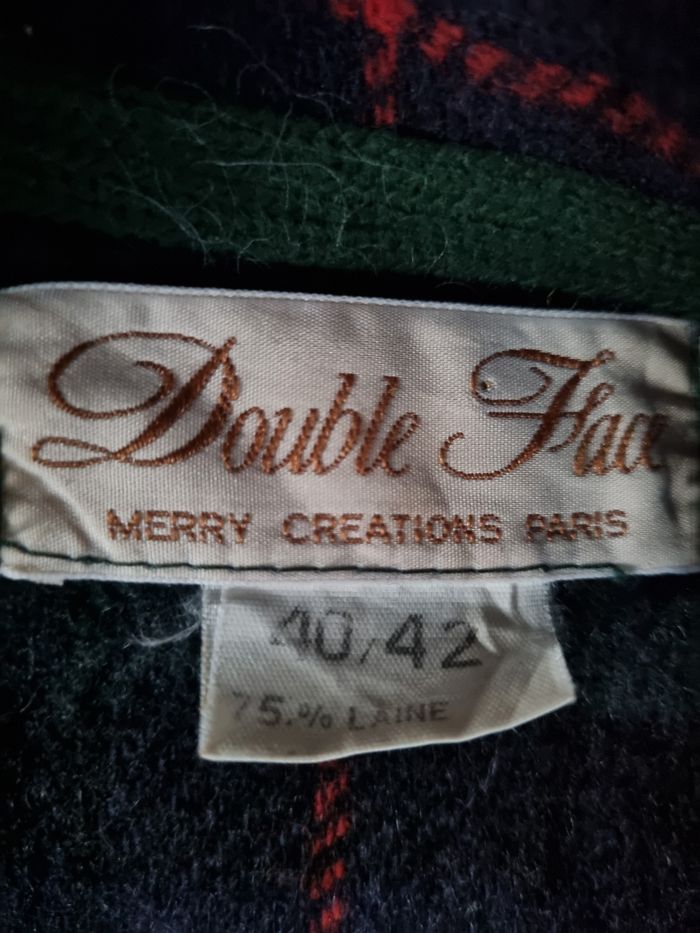 Double Face
MERRY CREATIONS PARIS
40/42
75.% LAINE